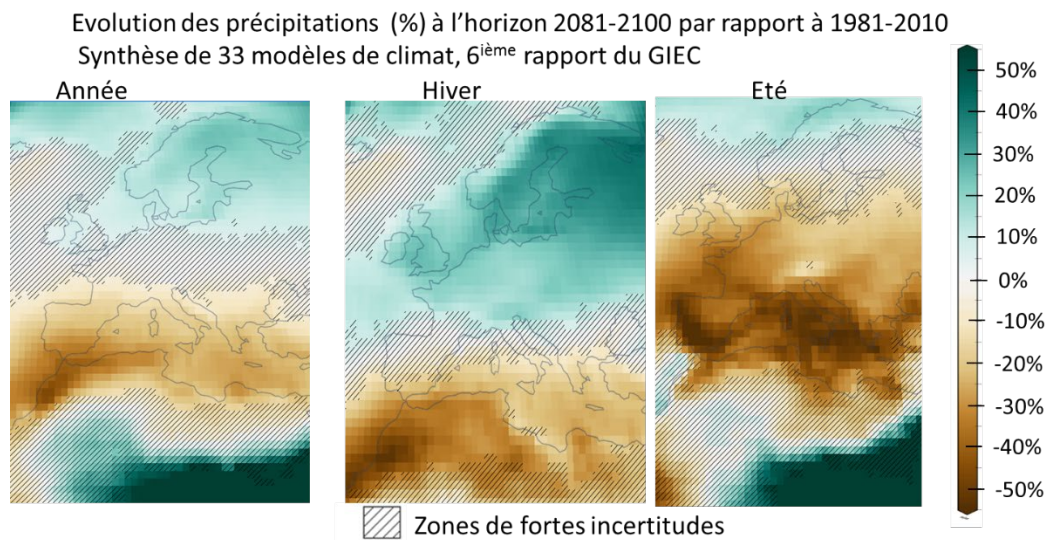 Evolution des précipitations (%) à l'horizon 2081-2100 par rapport à 1981-2010
Synthèse de 33 modèles de climat, 6ième rapport du GIEC
Année
Hiver
Eté
50%
40%
30%
20%
10%
0%
-10%
-20%
-30%
-40%
-50%
Zones de fortes incertitudes